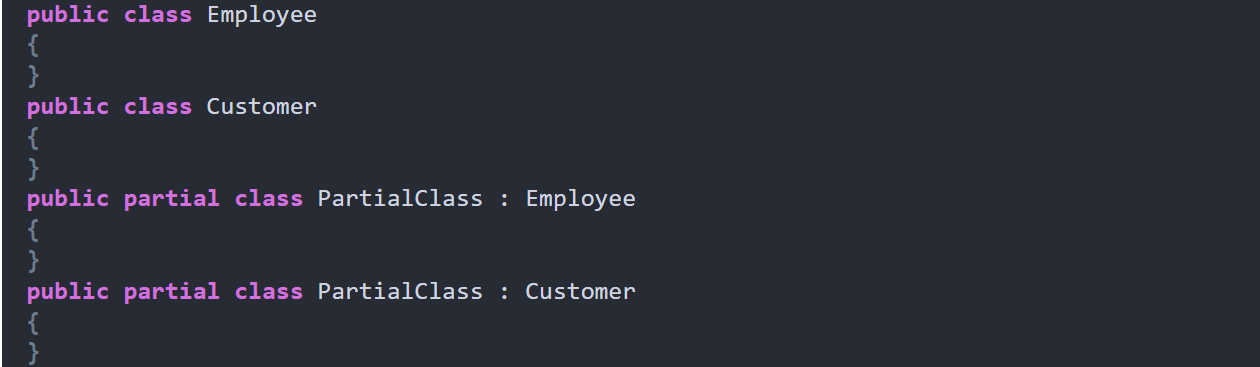 public class Employee
{
}
public class Customer
{
}
public partial class PartialClass : Employee
{
}
public partial class PartialClass : Customer
{
}